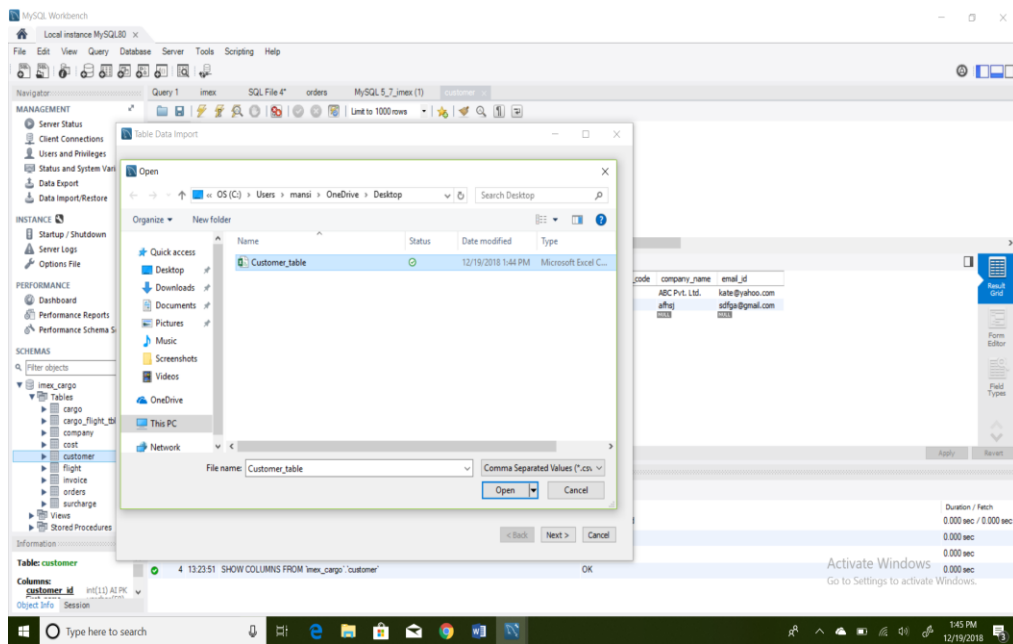 MySQL Workbench
Local instance MySQL80 ×
File Edit View Query Database Server Tools Scripting Help
Navigator
Query 1 imex SQL File 4* orders MySQL 5_7_imex (1) customer ×
MANAGEMENT
Server Status
Client Connections
Users and Privileges
Status and System Vari
Data Export
Data Import/Restore
INSTANCE
Startup / Shutdown
Server Logs
Options File
PERFORMANCE
Dashboard
Performance Reports
Performance Schema S
SCHEMAS
Filter objects
imex_cargo
Tables
cargo
cargo_flight_tbl
company
cost
customer
flight
invoice
orders
surcharge
Views
Stored Procedures
Information
Table: customer
Columns:
customer_id int(11) AI PK
Object Info Session
Limit to 1000 rows
Table Data Import
Open
« OS (C:) › Users › mansi › OneDrive › Desktop
Search Desktop
Organize New folder
Quick access
Desktop
Downloads
Documents
Pictures
Music
Screenshots
Videos
OneDrive
This PC
Network
Name Status Date modified Type
Customer_table 12/19/2018 1:44 PM Microsoft Excel C...
File name: Customer_table
Comma Separated Values (*.csv
Open Cancel
< Back Next > Cancel
_code company_name email_id
ABC Pvt. Ltd. kate@yahoo.com
afhsj sdfga@gmail.com
NULL NULL
Result Grid
Form Editor
Field Types
Apply Revert
Duration / Fetch
0.000 sec / 0.000 sec
0.000 sec
0.000 sec
4 13:23:51 SHOW COLUMNS FROM `imex_cargo`.`customer` OK 0.000 sec
Activate Windows
Go to Settings to activate Windows.
Type here to search
1:45 PM
12/19/2018
3